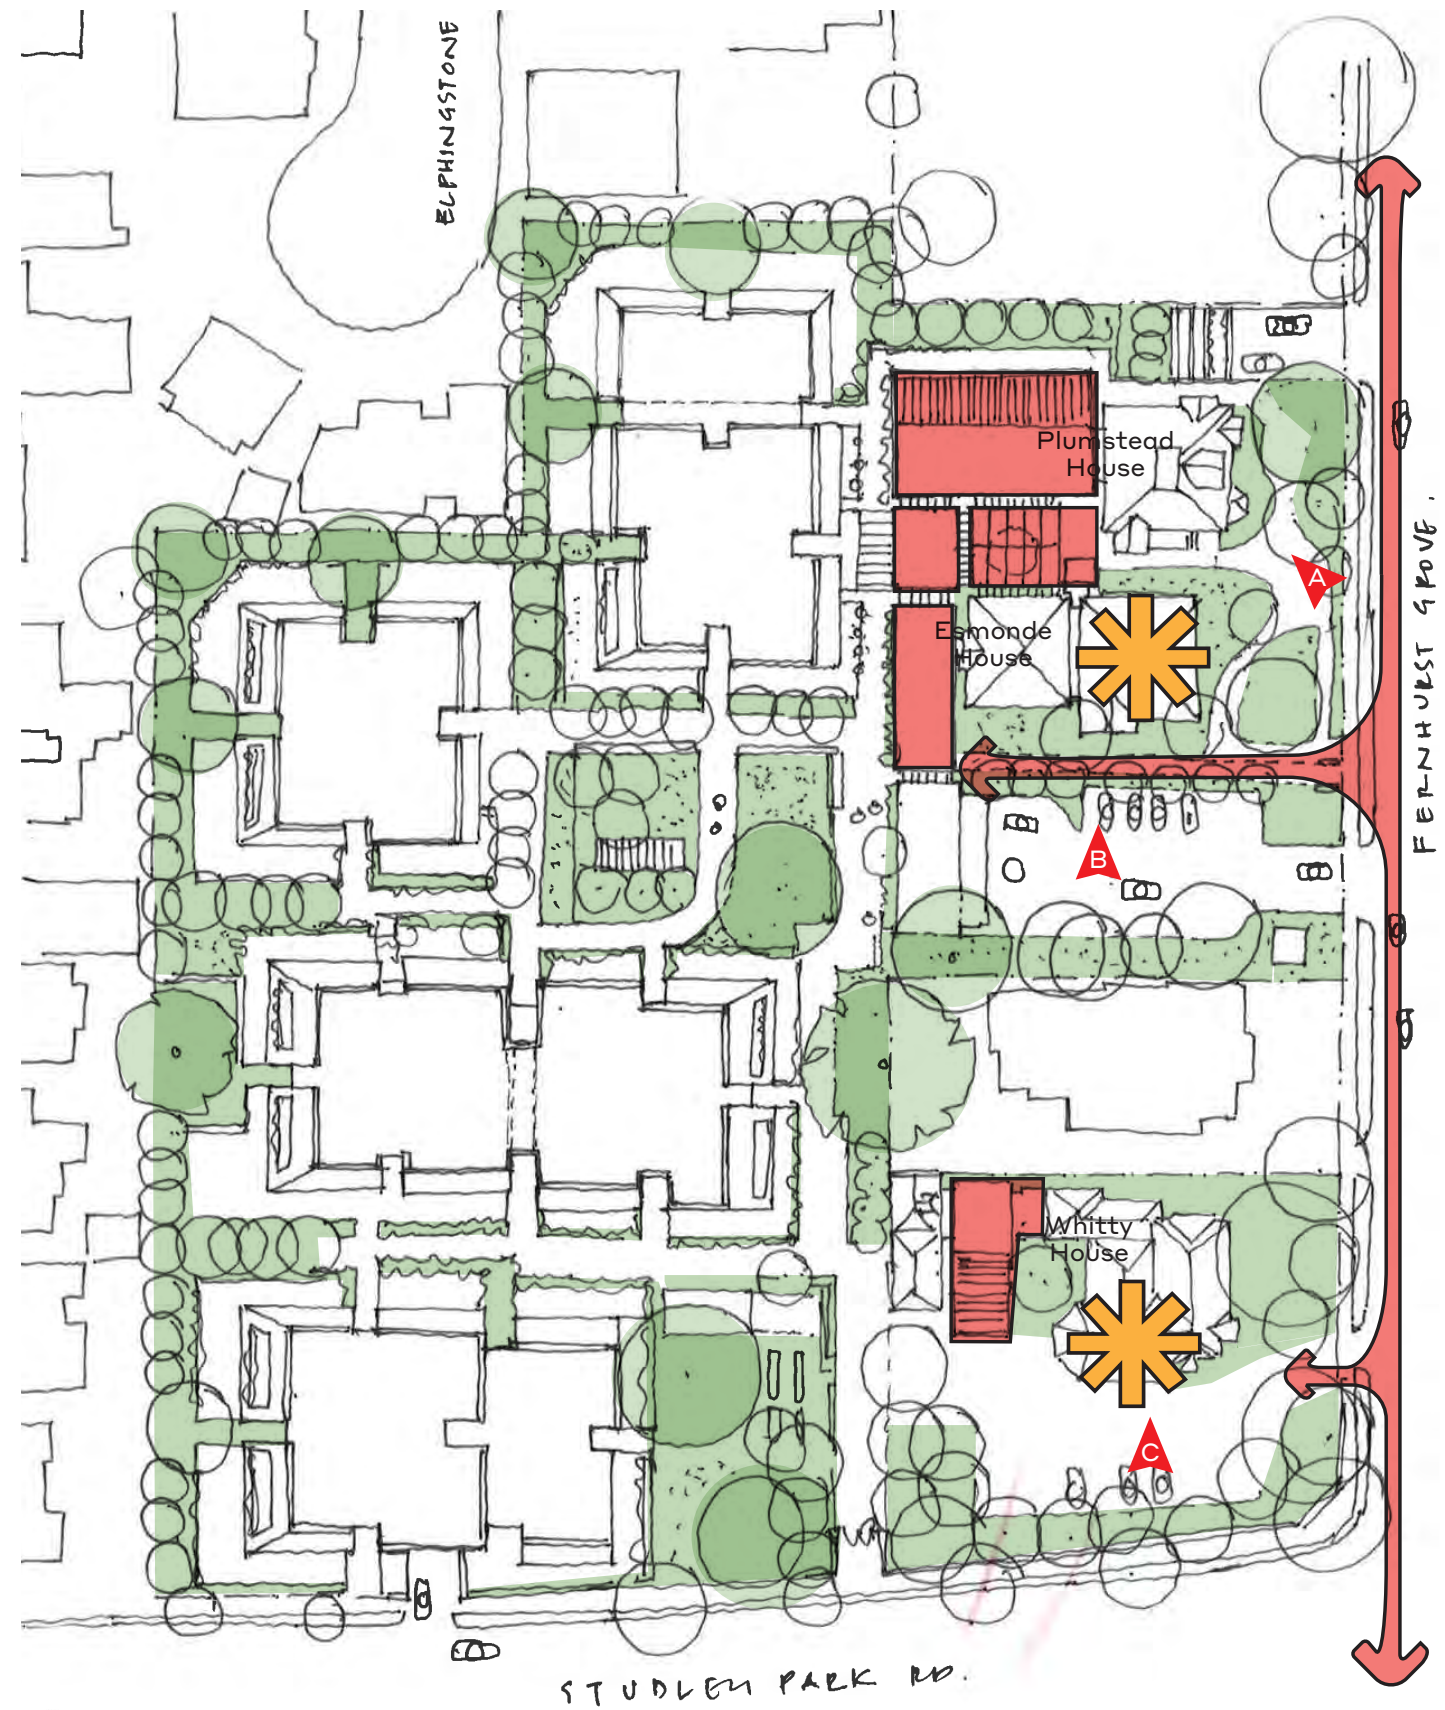 ELPHINGSTONE
Plumstead
House
A
FERNHURST GROVE.
Esmonde
House
B
Whitty
House
C
STUDLEY PARK RD.